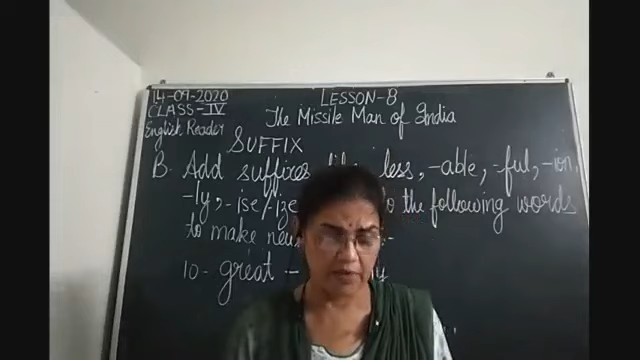 14-09-2020
CLASS-IV
English Reader
LESSON-8
The Missile Man of India
SUFFIX
B. Add suffixes like less, -able, -ful, -ion,
-ly, -ise/-ize to the following words
to make new :-
10- great :-